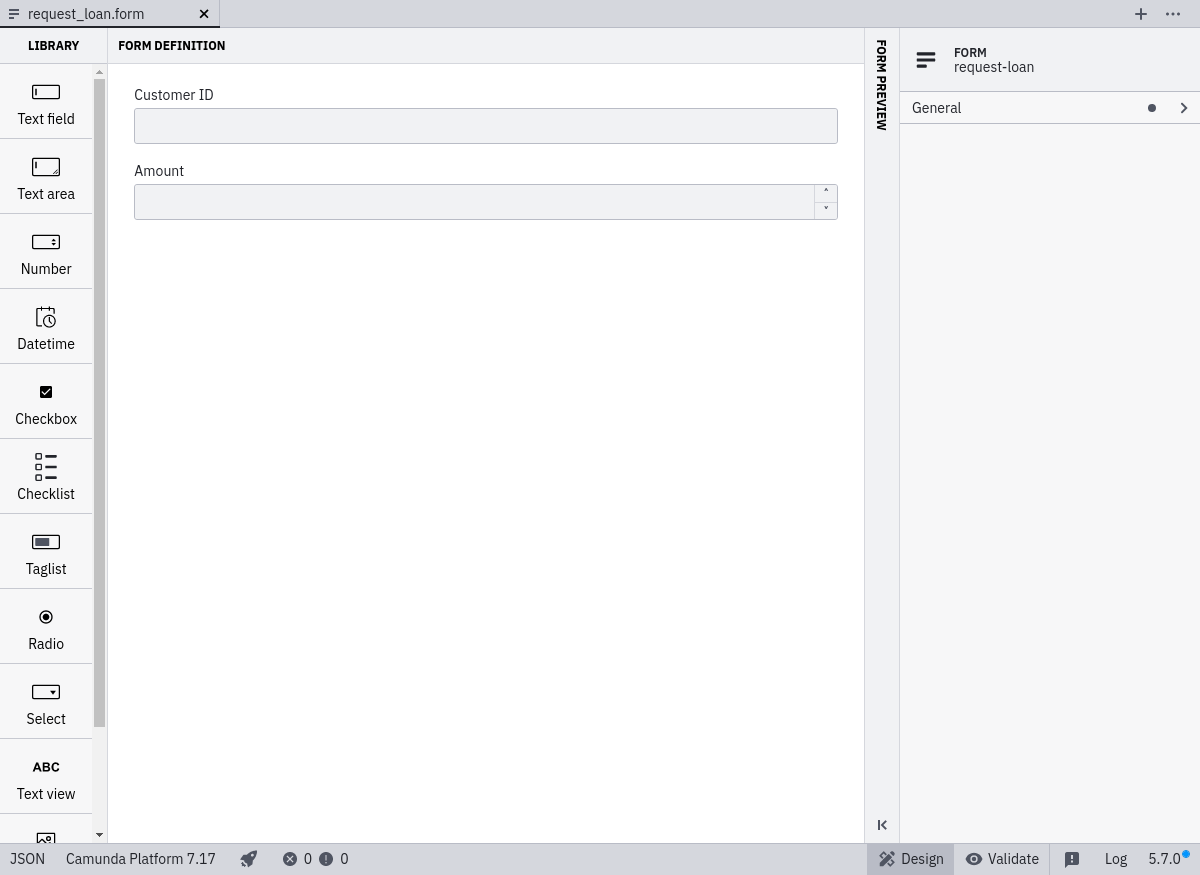 request_loan.form
LIBRARY
FORM DEFINITION
Text field
Text area
Number
Datetime
Checkbox
Checklist
Taglist
Radio
Select
ABC
Text view
Customer ID
Amount
FORM PREVIEW
FORM
request-loan
General
JSON
Camunda Platform 7.17
0
0
Design
Validate
Log
5.7.0